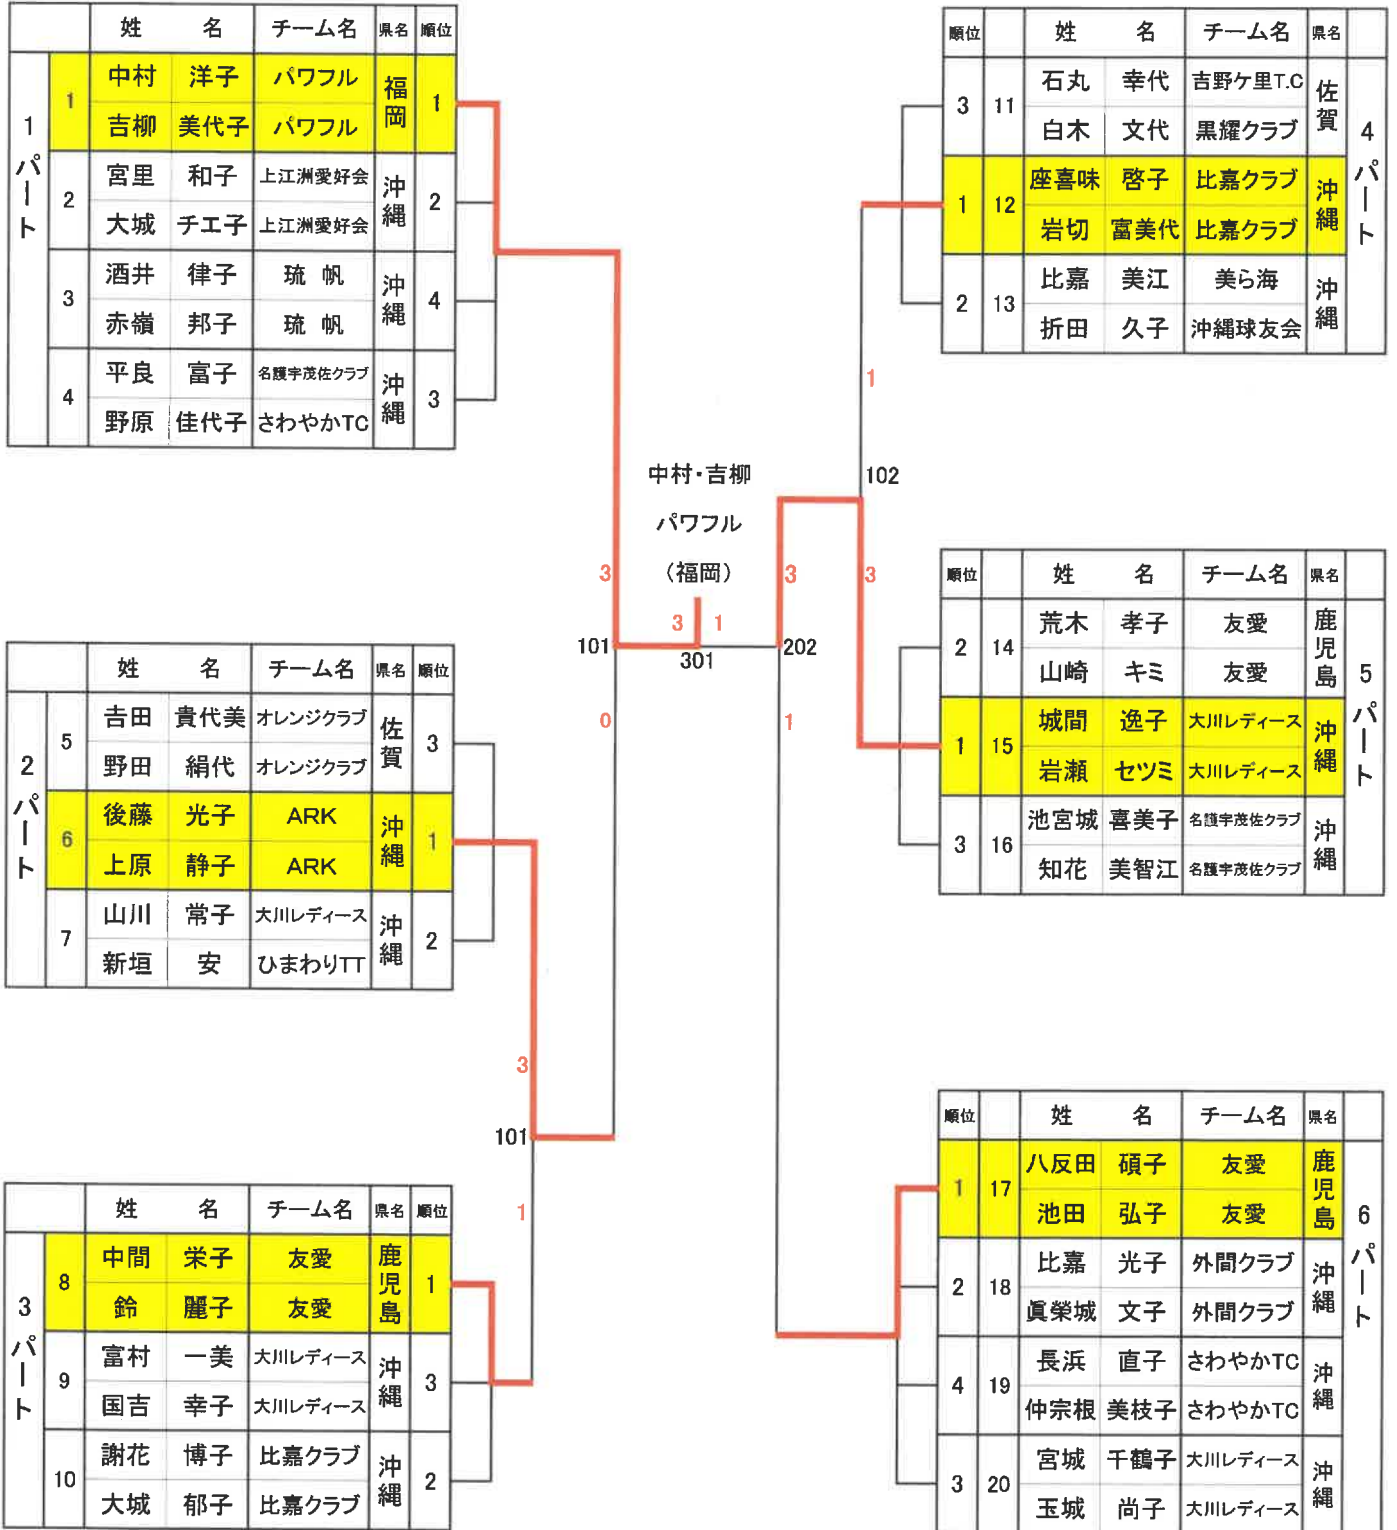 姓 名 チーム名 県名 順位
1パート
1 中村 洋子 パワフル 福岡 1
吉柳 美代子 パワフル
2 宮里 和子 上江洲愛好会 沖縄 2
大城 チエ子 上江洲愛好会
3 酒井 律子 琉 帆 沖縄 4
赤嶺 邦子 琉 帆
4 平良 富子 名護宇茂佐クラブ 沖縄 3
野原 佳代子 さわやかTC
姓 名 チーム名 県名 順位
2パート
5 吉田 貴代美 オレンジクラブ 佐賀 3
野田 絹代 オレンジクラブ
6 後藤 光子 ARK 沖縄 1
上原 静子 ARK
7 山川 常子 大川レディース 沖縄 2
新垣 安 ひまわりTT
姓 名 チーム名 県名 順位
3パート
8 中間 栄子 友愛 鹿児島 1
鈴 麗子 友愛
9 富村 一美 大川レディース 沖縄 3
国吉 幸子 大川レディース
10 謝花 博子 比嘉クラブ 沖縄 2
大城 郁子 比嘉クラブ
中村・吉柳
パワフル
（福岡）
3 1
301
3
101
0
3
101
1
1
102
3 3
202
1
順位 姓 名 チーム名 県名
4パート
3 11 石丸 幸代 吉野ケ里T.C 佐賀
白木 文代 黒耀クラブ
1 12 座喜味 啓子 比嘉クラブ 沖縄
岩切 富美代 比嘉クラブ
2 13 比嘉 美江 美ら海 沖縄
折田 久子 沖縄球友会
順位 姓 名 チーム名 県名
5パート
2 14 荒木 孝子 友愛 鹿児島
山崎 キミ 友愛
1 15 城間 逸子 大川レディース 沖縄
岩瀬 セツミ 大川レディース
3 16 池宮城 喜美子 名護宇茂佐クラブ 沖縄
知花 美智江 名護宇茂佐クラブ
順位 姓 名 チーム名 県名
6パート
1 17 八反田 碩子 友愛 鹿児島
池田 弘子 友愛
2 18 比嘉 光子 外間クラブ 沖縄
眞榮城 文子 外間クラブ
4 19 長浜 直子 さわやかTC 沖縄
仲宗根 美枝子 さわやかTC
3 20 宮城 千鶴子 大川レディース 沖縄
玉城 尚子 大川レディース